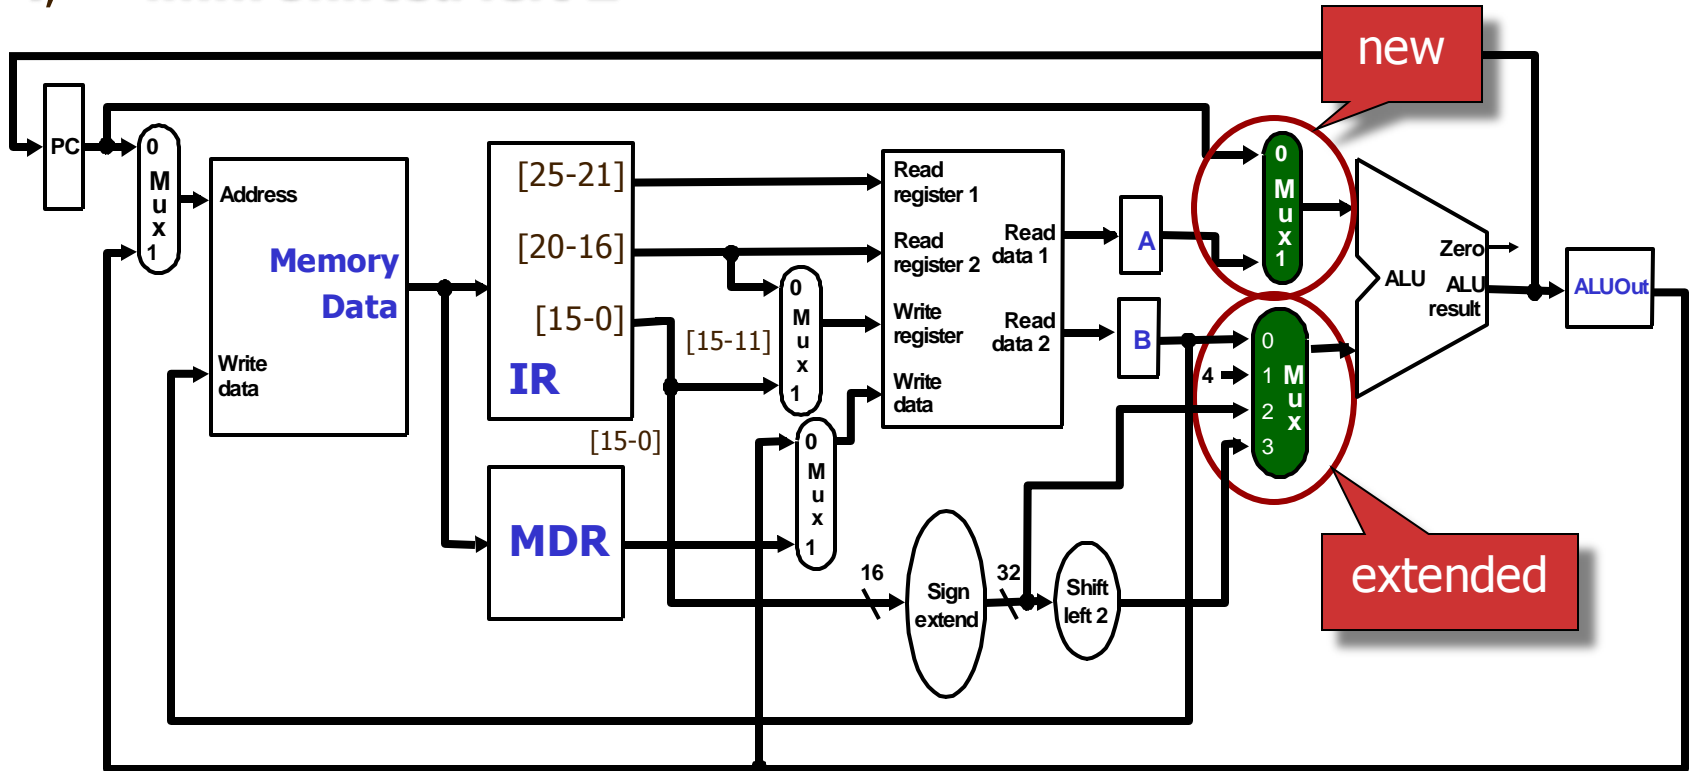 new
PC
0
M
u
x
1
Address
Memory
Data
Write
data
[25-21]
[20-16]
[15-0]
IR
[15-11]
[15-0]
MDR
0
M
u
x
1
0
M
u
x
1
Read
register 1
Read
register 2
Write
register
Write
data
Read
data 1
Read
data 2
16
Sign
extend
32
Shift
left 2
A
B
4
0
M
u
x
1
0
1 M
u
2
x
3
ALU
Zero
ALU
result
ALUOut
extended